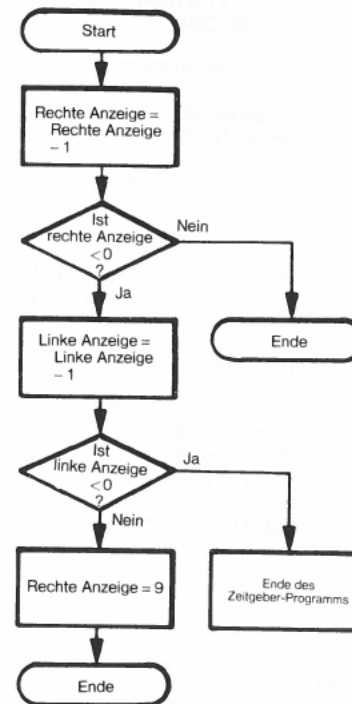 Start
Rechte Anzeige =
Rechte Anzeige
– 1
Ist
rechte Anzeige
<0
?
Nein
Ja
Linke Anzeige =
Linke Anzeige
– 1
Ende
Ist
linke Anzeige
<0
?
Ja
Nein
Rechte Anzeige = 9
Ende des
Zeitgeber-Programms
Ende